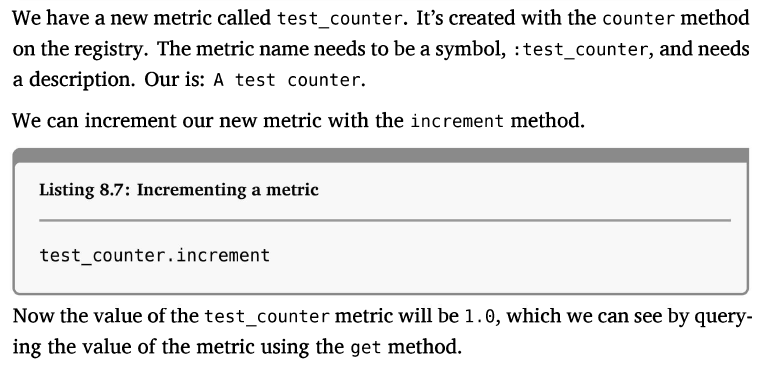 We have a new metric called test_counter. It’s created with the counter method
on the registry. The metric name needs to be a symbol, :test_counter, and needs
a description. Our is: A test counter.
We can increment our new metric with the increment method.
Listing 8.7: Incrementing a metric
test_counter.increment
Now the value of the test_counter metric will be 1.0, which we can see by query-
ing the value of the metric using the get method.